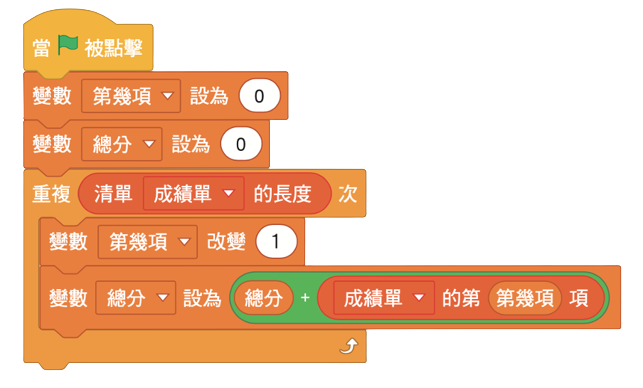 當 被點擊
變數 第幾項 設為 0
變數 總分 設為 0
重複 清單 成績單 的長度 次
變數 第幾項 改變 1
變數 總分 設為 總分 + 成績單 的第 第幾項 項